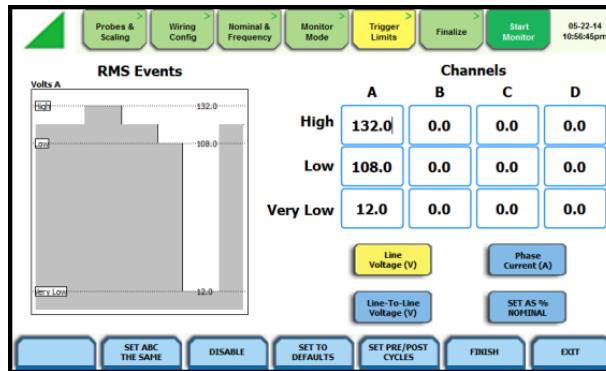 Probes & Scaling
Wiring Config
Nominal & Frequency
Monitor Mode
Trigger Limits
Finalize
Start Monitor
05-22-14
10:56:45pm
RMS Events
Volts A
High
132.0
Low
108.0
Very Low
12.0
Channels
A B C D
High 132.0 0.0 0.0 0.0
Low 108.0 0.0 0.0 0.0
Very Low 12.0 0.0 0.0 0.0
Line
Voltage (V)
Phase
Current (A)
Line-To-Line
Voltage (V)
SET AS %
NOMINAL
SET ABC
THE SAME
DISABLE
SET TO
DEFAULTS
SET PRE/POST
CYCLES
FINISH
EXIT